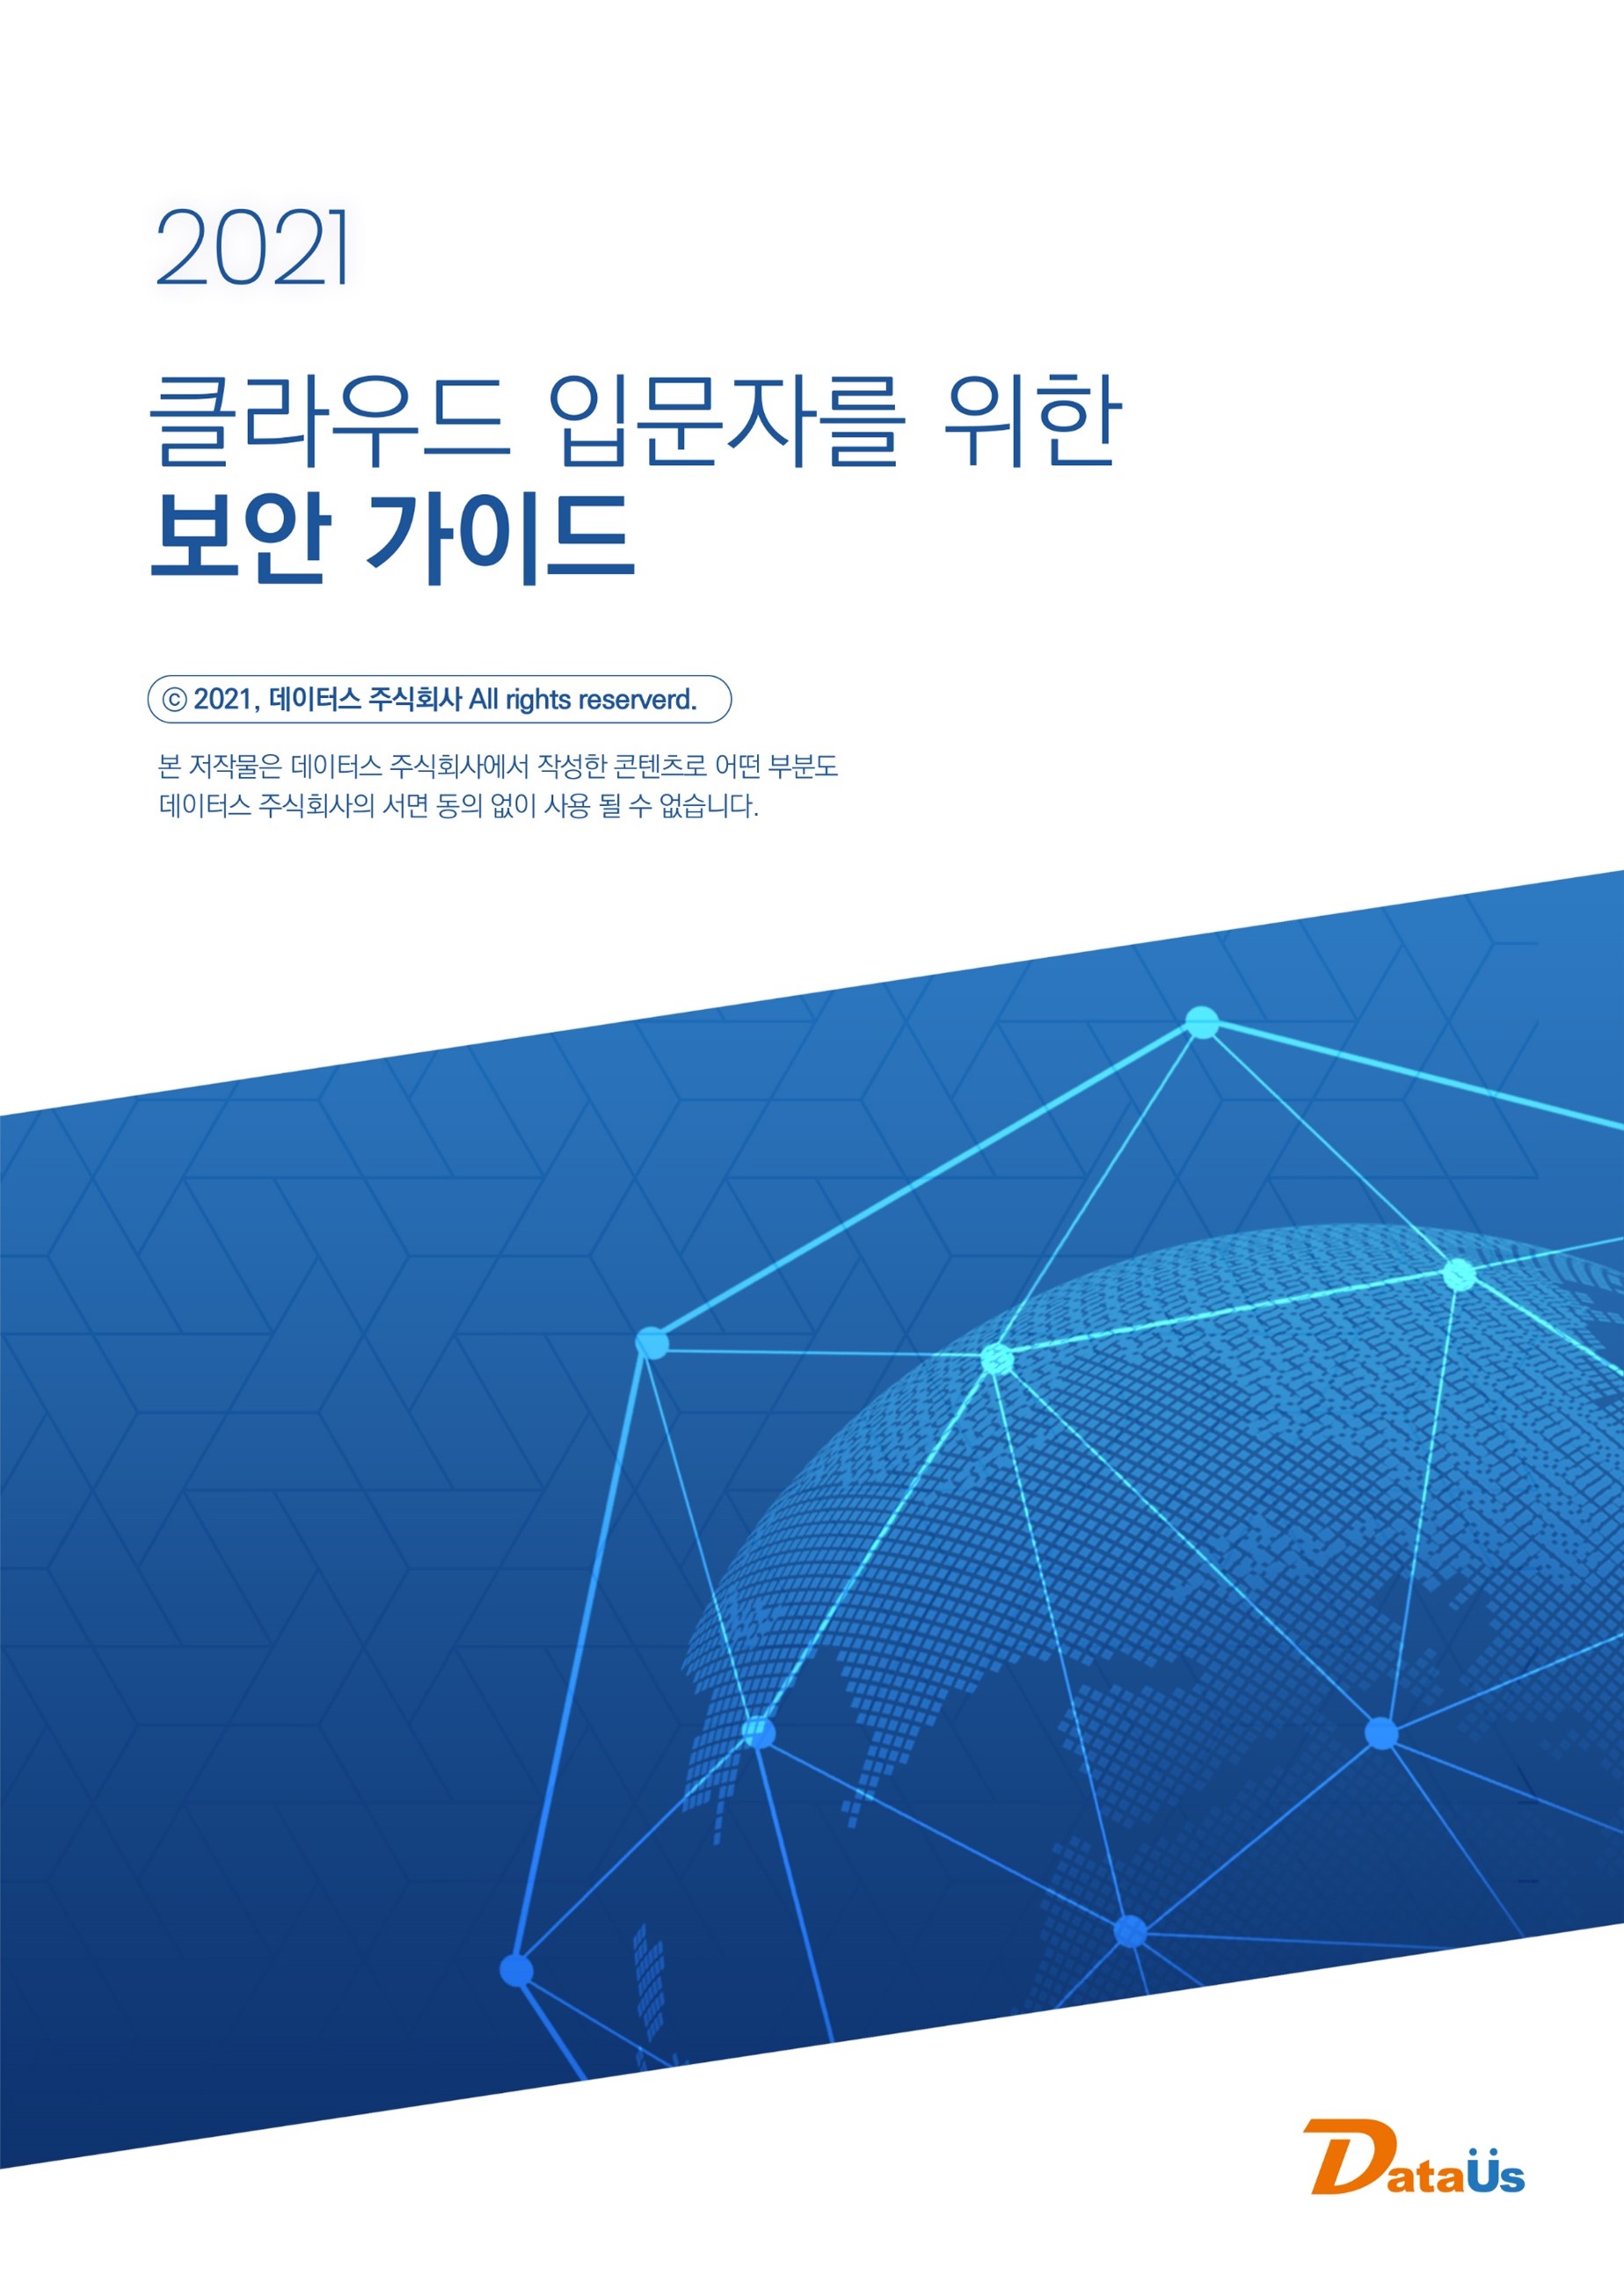 2021
클라우드 입문자를 위한
보안 가이드
ⓒ 2021, 데이터스 주식회사 All rights reserverd.
본 저작물은 데이터스 주식회사에서 작성한 콘텐츠로 어떤 부분도
데이터스 주식회사의 서면 동의 없이 사용 될 수 없습니다.
DataÜs